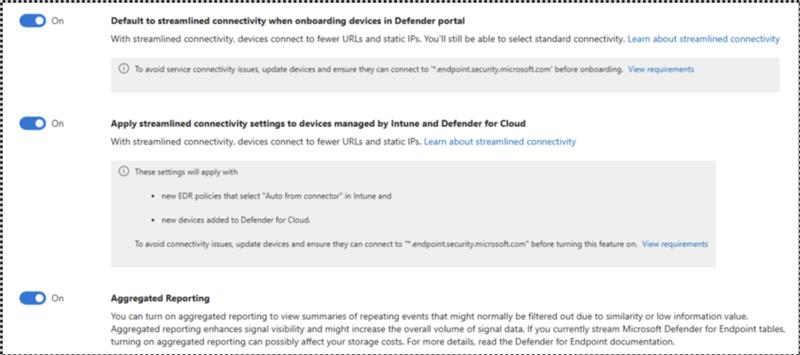 On
Default to streamlined connectivity when onboarding devices in Defender portal
With streamlined connectivity, devices connect to fewer URLs and static IPs. You'll still be able to select standard connectivity. Learn about streamlined connectivity
To avoid service connectivity issues, update devices and ensure they can connect to '*.endpoint.security.microsoft.com' before onboarding. View requirements
On
Apply streamlined connectivity settings to devices managed by Intune and Defender for Cloud
With streamlined connectivity, devices connect to fewer URLs and static IPs. Learn about streamlined connectivity
These settings will apply with
• new EDR policies that select "Auto from connector" in Intune and
• new devices added to Defender for Cloud.
To avoid connectivity issues, update devices and ensure they can connect to "*.endpoint.security.microsoft.com" before turning this feature on. View requirements
On
Aggregated Reporting
You can turn on aggregated reporting to view summaries of repeating events that might normally be filtered out due to similarity or low information value.
Aggregated reporting enhances signal visibility and might increase the overall volume of signal data. If you currently stream Microsoft Defender for Endpoint tables,
turning on aggregated reporting can possibly affect your storage costs. For more details, read the Defender for Endpoint documentation.